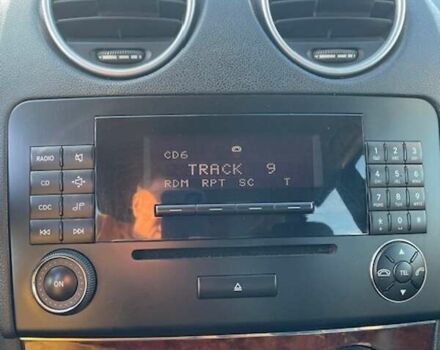 CD6
TRACK 9
RDM RPT SC T
RADIO
CD
CDC
ON
1 2 3
4 5 6
7 8 9
* 0 #
TEL